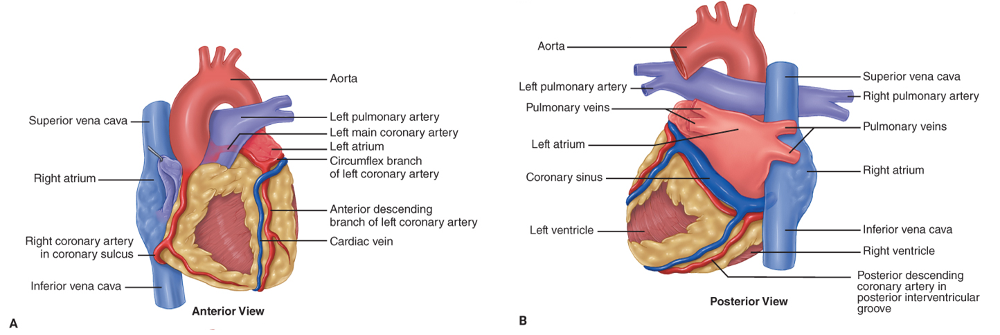 Aorta
Superior vena cava
Left pulmonary artery
Left main coronary artery
Left atrium
Circumflex branch
of left coronary artery
Right atrium
Anterior descending
branch of left coronary artery
Right coronary artery
in coronary sulcus
Cardiac vein
Inferior vena cava
Anterior View
A
Aorta
Left pulmonary artery
Pulmonary veins
Left atrium
Coronary sinus
Left ventricle
Superior vena cava
Right pulmonary artery
Pulmonary veins
Right atrium
Inferior vena cava
Right ventricle
Posterior descending
coronary artery in
posterior interventricular
groove
Posterior View
B